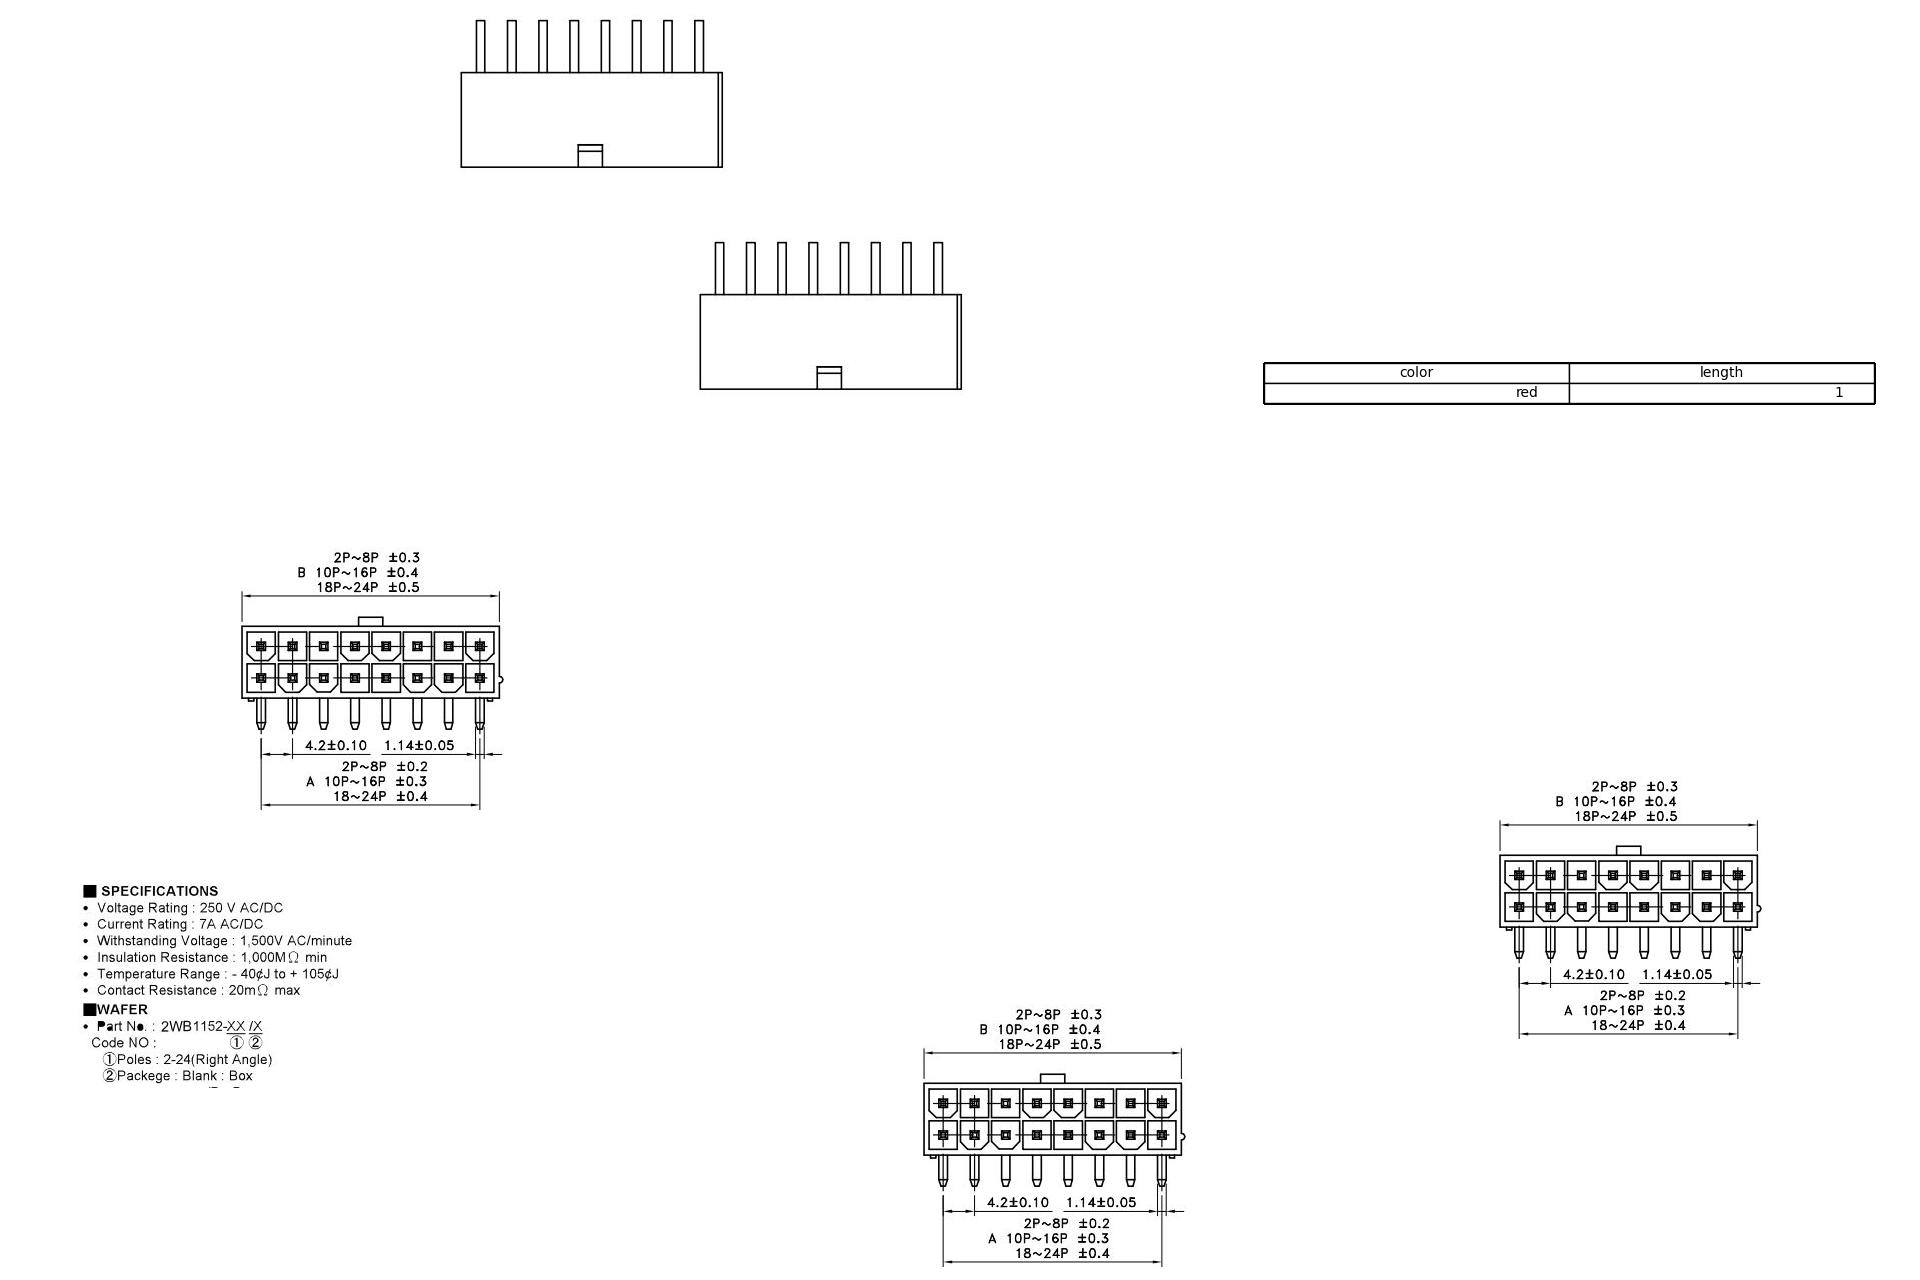 color length
red 1
2P~8P ±0.3
B 10P~16P ±0.4
18P~24P ±0.5
4.2±0.10 1.14±0.05
2P~8P ±0.2
A 10P~16P ±0.3
18~24P ±0.4
2P~8P ±0.3
B 10P~16P ±0.4
18P~24P ±0.5
4.2±0.10 1.14±0.05
2P~8P ±0.2
A 10P~16P ±0.3
18~24P ±0.4
■ SPECIFICATIONS
• Voltage Rating : 250 V AC/DC
• Current Rating : 7A AC/DC
• Withstanding Voltage : 1,500V AC/minute
• Insulation Resistance : 1,000MΩ min
• Temperature Range : - 40¢J to + 105¢J
• Contact Resistance : 20mΩ max
■WAFER
• Part No. : 2WB1152-XX /X
Code NO : ① ②
①Poles : 2-24(Right Angle)
②Packege : Blank : Box
2P~8P ±0.3
B 10P~16P ±0.4
18P~24P ±0.5
4.2±0.10 1.14±0.05
2P~8P ±0.2
A 10P~16P ±0.3
18~24P ±0.4